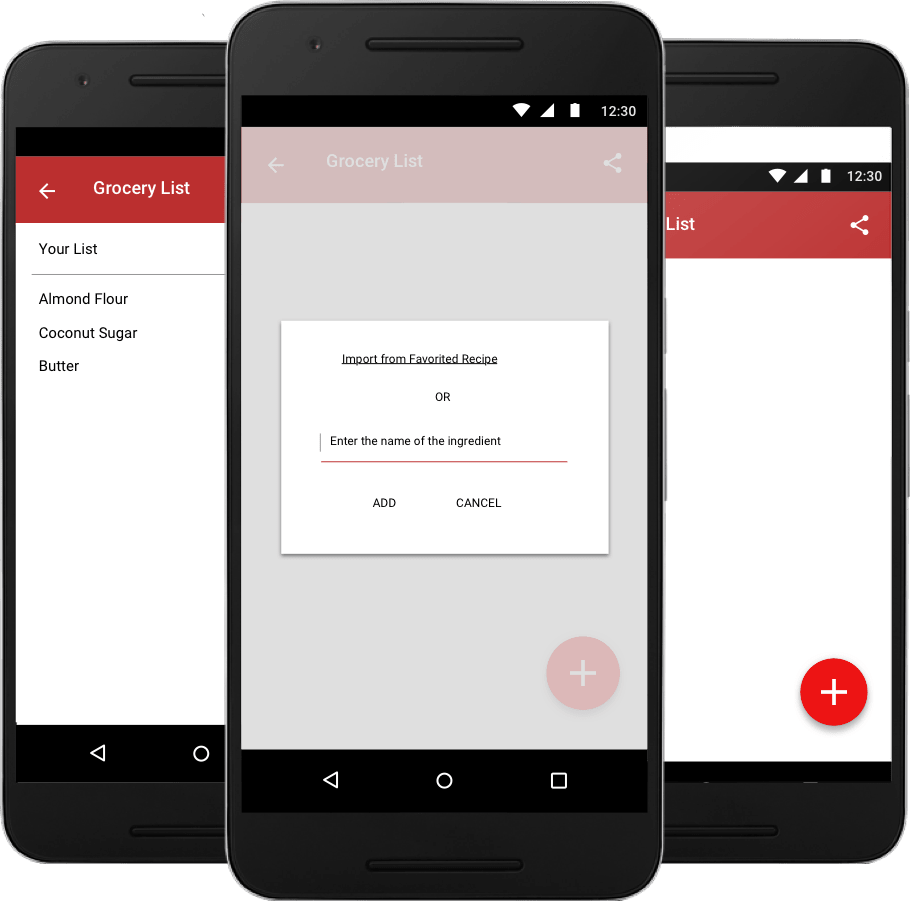 Grocery List
Your List
Almond Flour
Coconut Sugar
Butter
12:30
Grocery List
Import from Favorited Recipe
OR
Enter the name of the ingredient
ADD CANCEL
12:30
List